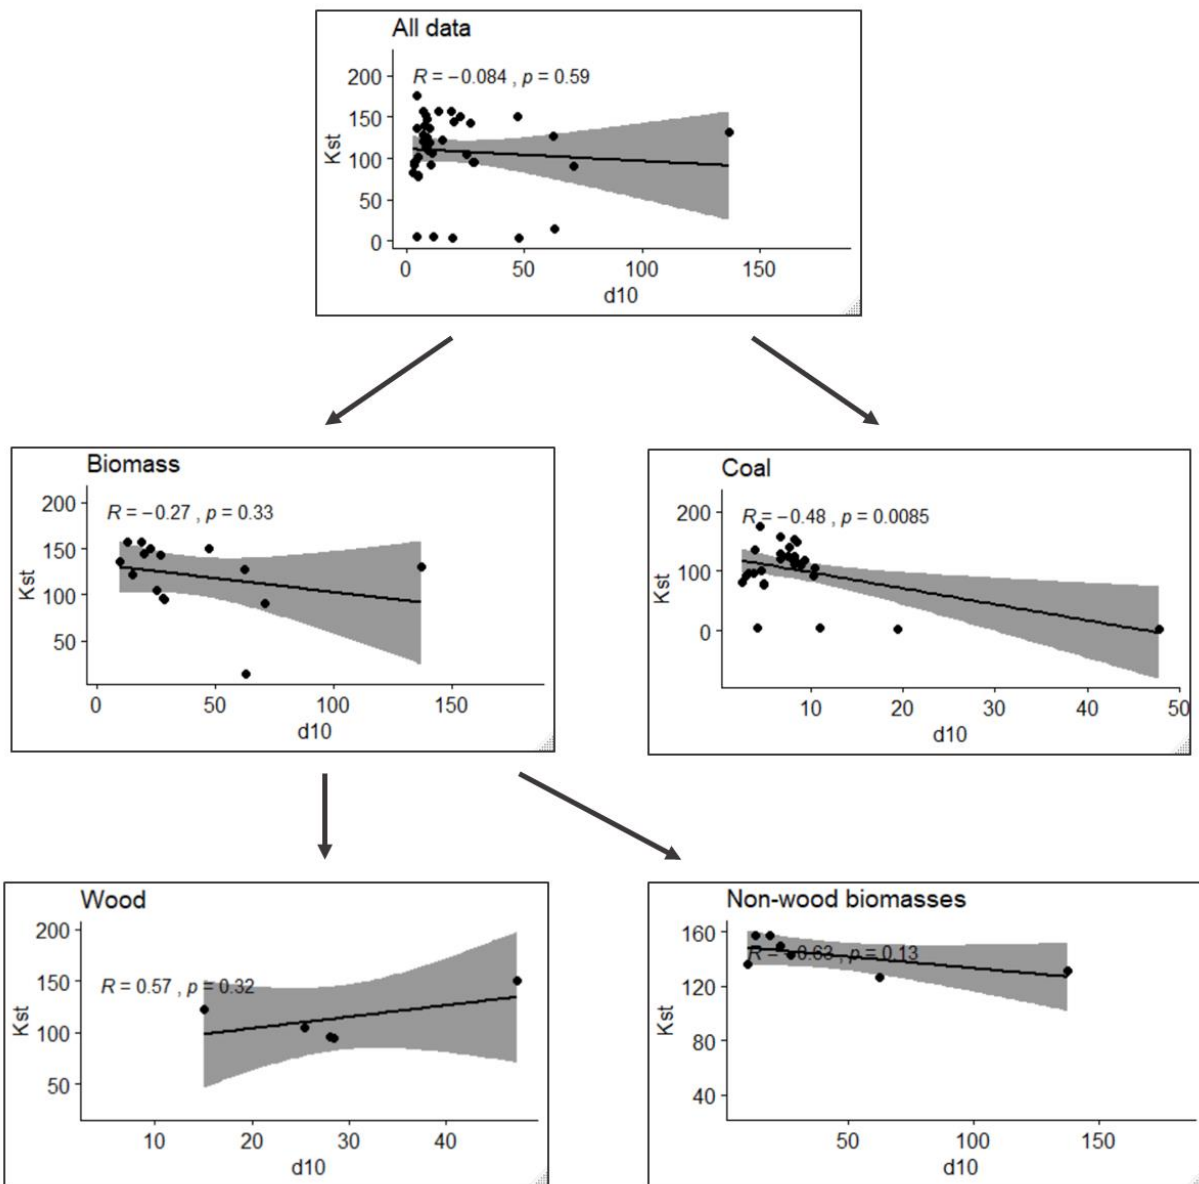 All data
R = −0.084 , p = 0.59
200
150
100
50
0
Kst
0 50 100 150
d10
Biomass
R = −0.27 , p = 0.33
200
150
100
50
Kst
0 50 100 150
d10
Coal
R = −0.48 , p = 0.0085
200
100
0
Kst
10 20 30 40 50
d10
Wood
R = 0.57 , p = 0.32
200
150
100
50
Kst
10 20 30 40
d10
Non-wood biomasses
R = −0.63 , p = 0.13
160
120
80
40
Kst
50 100 150
d10